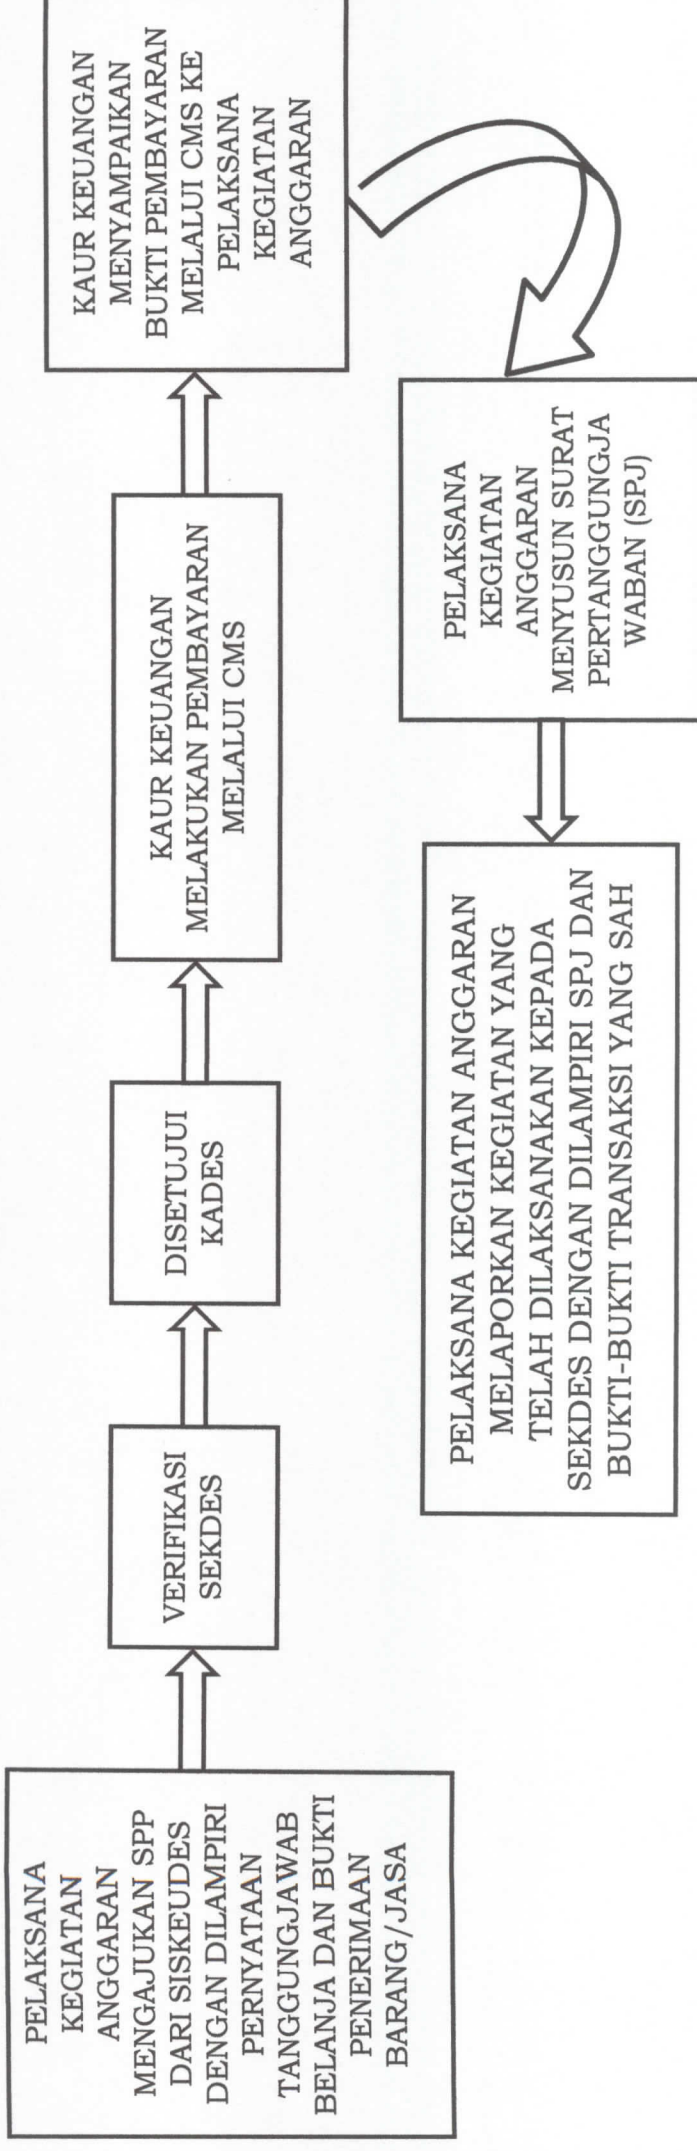 PELAKSANA
KEGIATAN
ANGGARAN
MENGAJUKAN SPP
DARI SISKEUDES
DENGAN DILAMPIRI
PERNYATAAN
TANGGUNGJAWAB
BELANJA DAN BUKTI
PENERIMAAN
BARANG/JASA
VERIFIKASI
SEKDES
DISETUJUI
KADES
KAUR KEUANGAN
MELAKUKAN PEMBAYARAN
MELALUI CMS
KAUR KEUANGAN
MENYAMPAIKAN
BUKTI PEMBAYARAN
MELALUI CMS KE
PELAKSANA
KEGIATAN
ANGGARAN
PELAKSANA
KEGIATAN
ANGGARAN
MENYUSUN SURAT
PERTANGGUNGJA
WABAN (SPJ)
PELAKSANA KEGIATAN ANGGARAN
MELAPORKAN KEGIATAN YANG
TELAH DILAKSANAKAN KEPADA
SEKDES DENGAN DILAMPIRI SPJ DAN
BUKTI-BUKTI TRANSAKSI YANG SAH